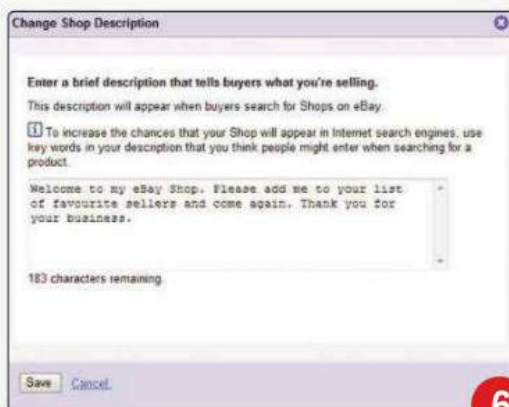 Change Shop Description
Enter a brief description that tells buyers what you're selling.
This description will appear when buyers search for Shops on eBay.
i To increase the chances that your Shop will appear in Internet search engines, use
key words in your description that you think people might enter when searching for a
product.
Welcome to my eBay Shop. Please add me to your list
of favourite sellers and come again. Thank you for
your business.
183 characters remaining.
Save Cancel
6